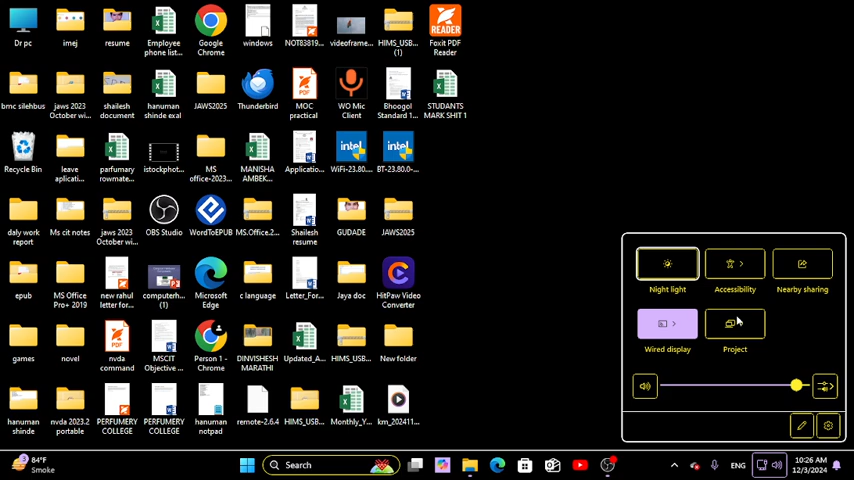 Dr pc
imej
resume
Employee
phone list...
Google
Chrome
windows
NOT83819...
videoframe...
HIMS_USB...
(1)
READER
Foxit PDF
Reader
bmc silehbus
jaws 2023
October wi...
shailesh
document
hanuman
shinde exal
JAWS2025
Thunderbird
PDF
MOC
practical
WO Mic
Client
Bhoogol
Standard 1...
STUDANTS
MARK SHIT 1
Recycle Bin
leave
aplicatio...
parfumary
rowmate...
istockphot...
MS
office-2023...
MANISHA
AMBEK...
Applicatio...
intel
WiFi-23.80....
intel
BT-23.80.0-...
daly work
report
Ms cit notes
jaws 2023
October wi...
OBS Studio
WordToEPUB
MS.Office.2...
Shailesh
resume
GUDADE
JAWS2025
epub
MS Office
Pro+ 2019
new rahul
letter for...
computerh...
(1)
Microsoft
Edge
c language
Letter_For...
Jaya doc
HitPaw Video
Converter
games
novel
nvda
command
MSCIT
Objective ...
Person 1 -
Chrome
DINVISHESH
MARATHI
Updated_A...
HIMS_USB...
New folder
hanuman
shinde
nvda 2023.2
portable
PERFUMERY
COLLEGE
PERFUMERY
COLLEGE
hanuman
notpad
remote-2.6.4
HIMS_USB...
Monthly_Y...
km_202411...
Night light
Accessibility
Nearby sharing
Wired display
Project
3
84°F
Smoke
Search
ENG
10:26 AM
12/3/2024